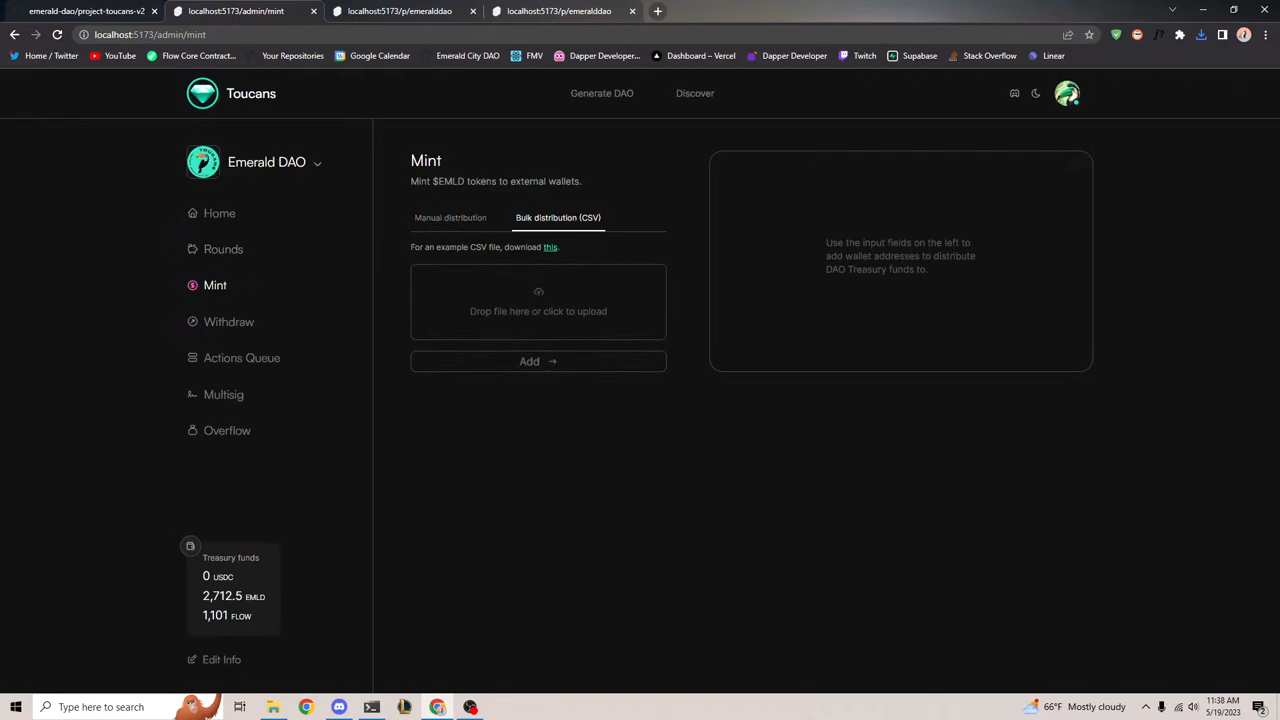 emerald-dao/project-toucans-v2
localhost:5173/admin/mint
localhost:5173/p/emeralddao
localhost:5173/p/emeralddao
localhost:5173/admin/mint
Home / Twitter
YouTube
Flow Core Contract...
Your Repositories
Google Calendar
Emerald City DAO
FMV
Dapper Developer...
Dashboard – Vercel
Dapper Developer...
Twitch
Supabase
Stack Overflow
Linear
Toucans
Generate DAO
Discover
Emerald DAO
Home
Rounds
Mint
Withdraw
Actions Queue
Multisig
Overflow
Treasury funds
0 USDC
2,712.5 EMLD
1,101 FLOW
Edit Info
Mint
Mint $EMLD tokens to external wallets.
Manual distribution
Bulk distribution (CSV)
For an example CSV file, download this.
Drop file here or click to upload
Add →
Use the input fields on the left to
add wallet addresses to distribute
DAO Treasury funds to.
Type here to search
66°F Mostly cloudy
11:38 AM
5/19/2023
2